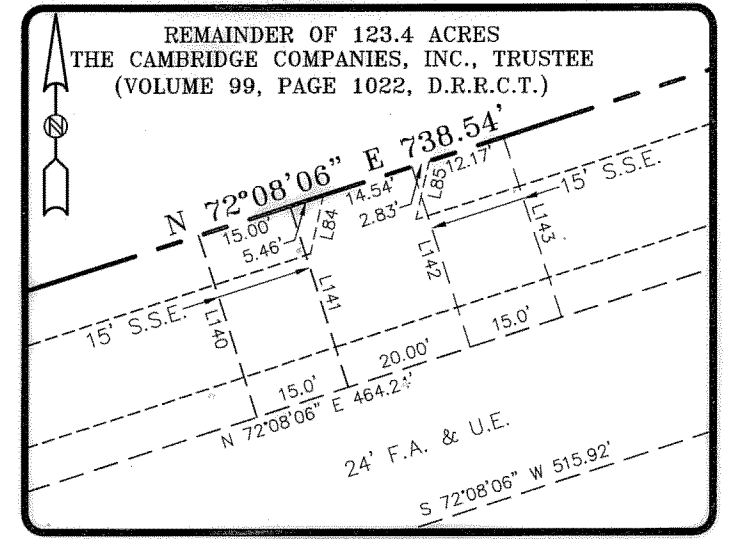 REMAINDER OF 123.4 ACRES
THE CAMBRIDGE COMPANIES, INC., TRUSTEE
(VOLUME 99, PAGE 1022, D.R.R.C.T.)
N
N 72°08'06" E 738.54'
15.00'
5.46'
L84
14.54'
2.83'
L85
12.17'
15' S.S.E.
15' S.S.E.
L140
L141
L142
L143
15.0'
20.00'
15.0'
N 72°08'06" E 464.24'
24' F.A. & U.E.
S 72°08'06" W 515.92'